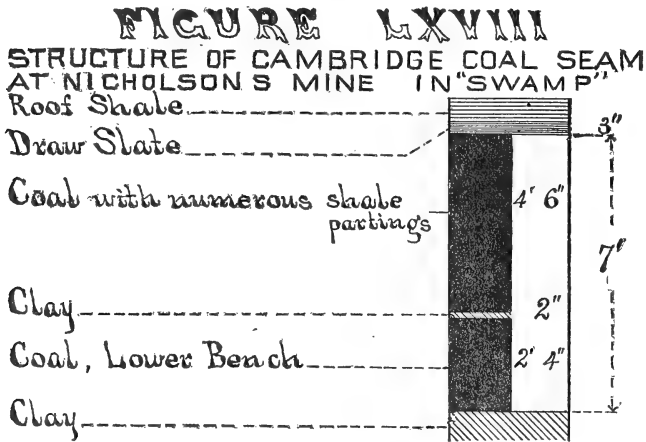 FIGURE LXVIII
STRUCTURE OF CAMBRIDGE COAL SEAM
AT NICHOLSONS MINE IN "SWAMP"
Roof Shale
3"
Draw Slate
Coal with numerous shale
partings
4' 6"
7'
Clay
2"
Coal, Lower Bench
2' 4"
Clay